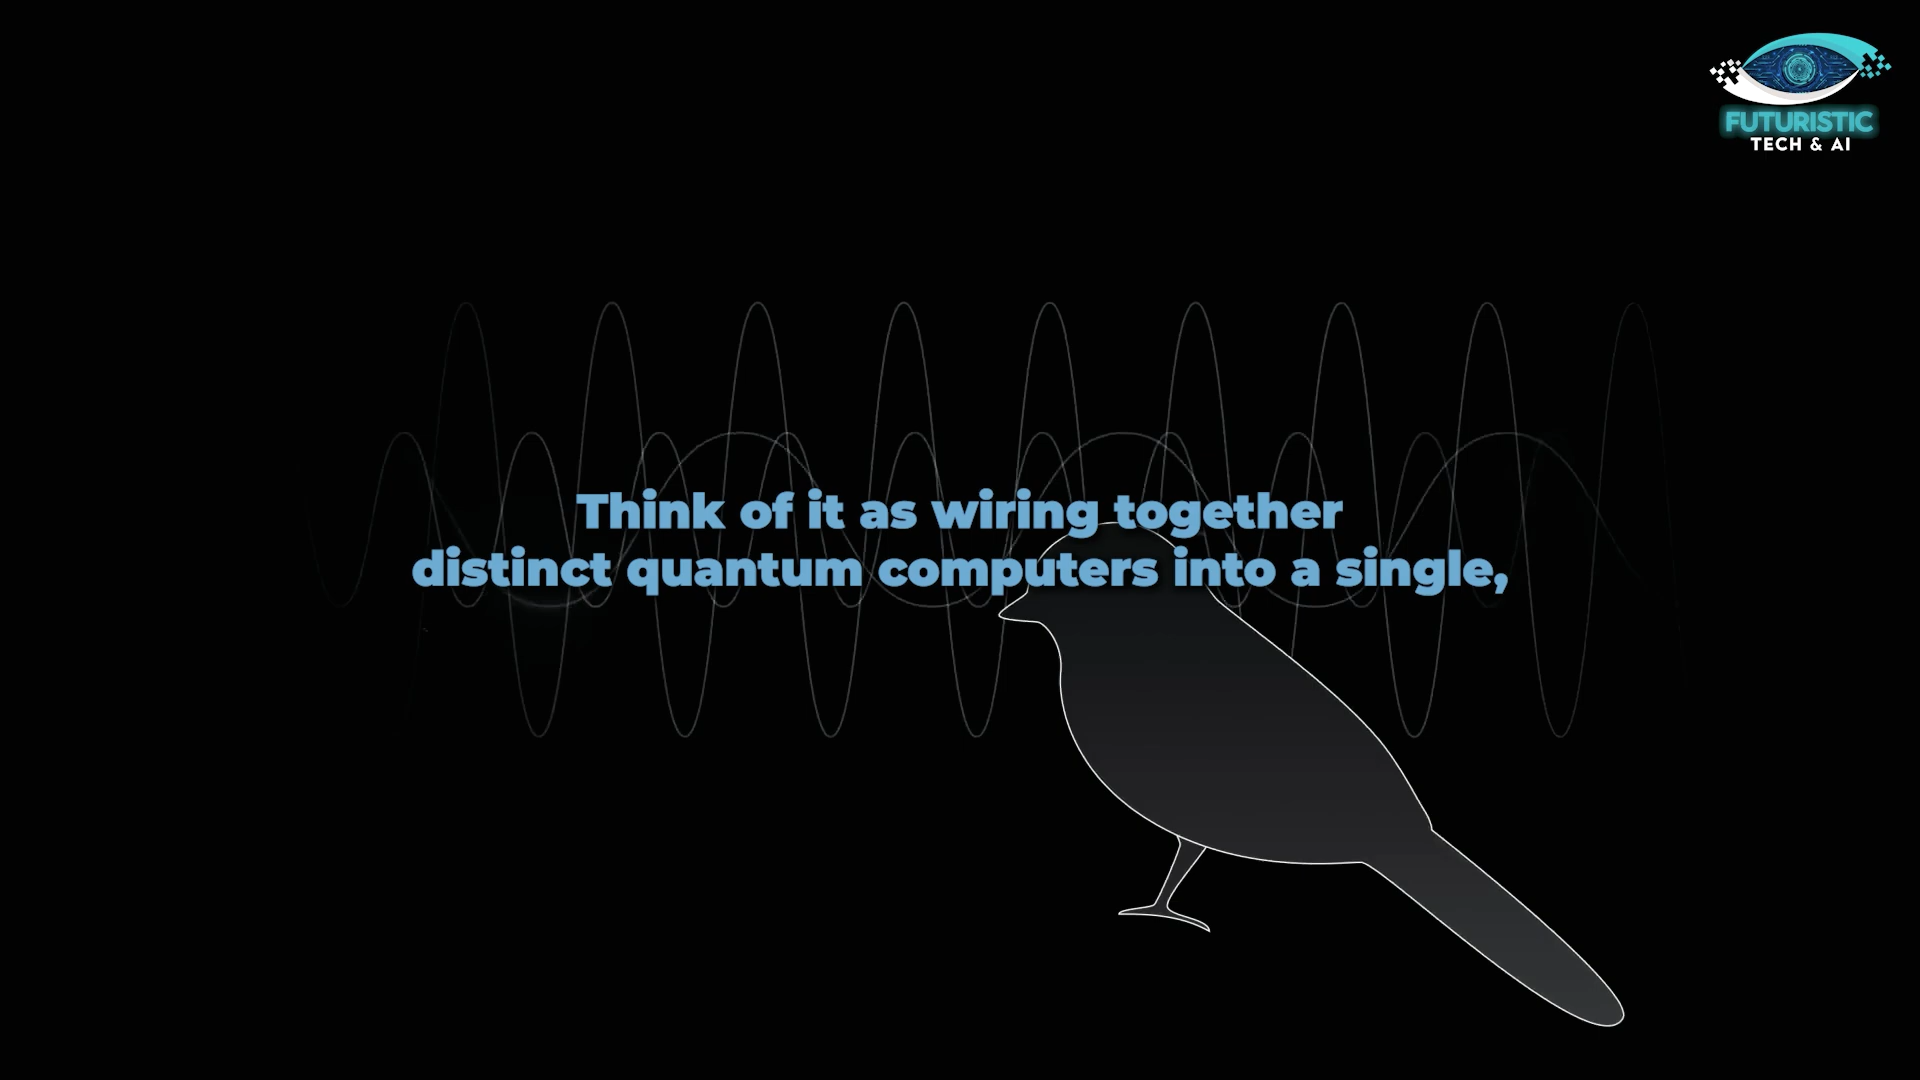 FUTURISTIC
TECH & AI
Think of it as wiring together
distinct quantum computers into a single,